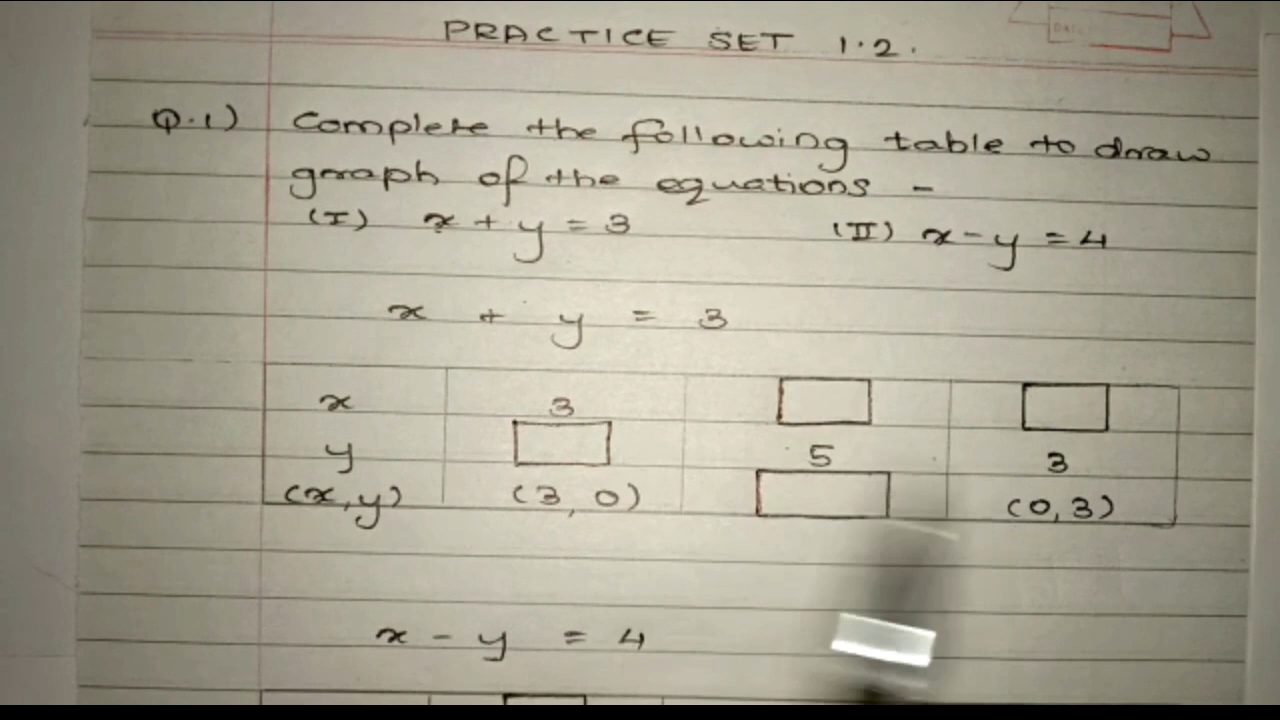 PRACTICE SET 1.2.
Q.1) Complete the following table to draw
graph of the equations -
(I) x + y = 3 (II) x - y = 4
x + y = 3
x 3
y 5 3
(x, y) (3, 0) (0, 3)
x - y = 4